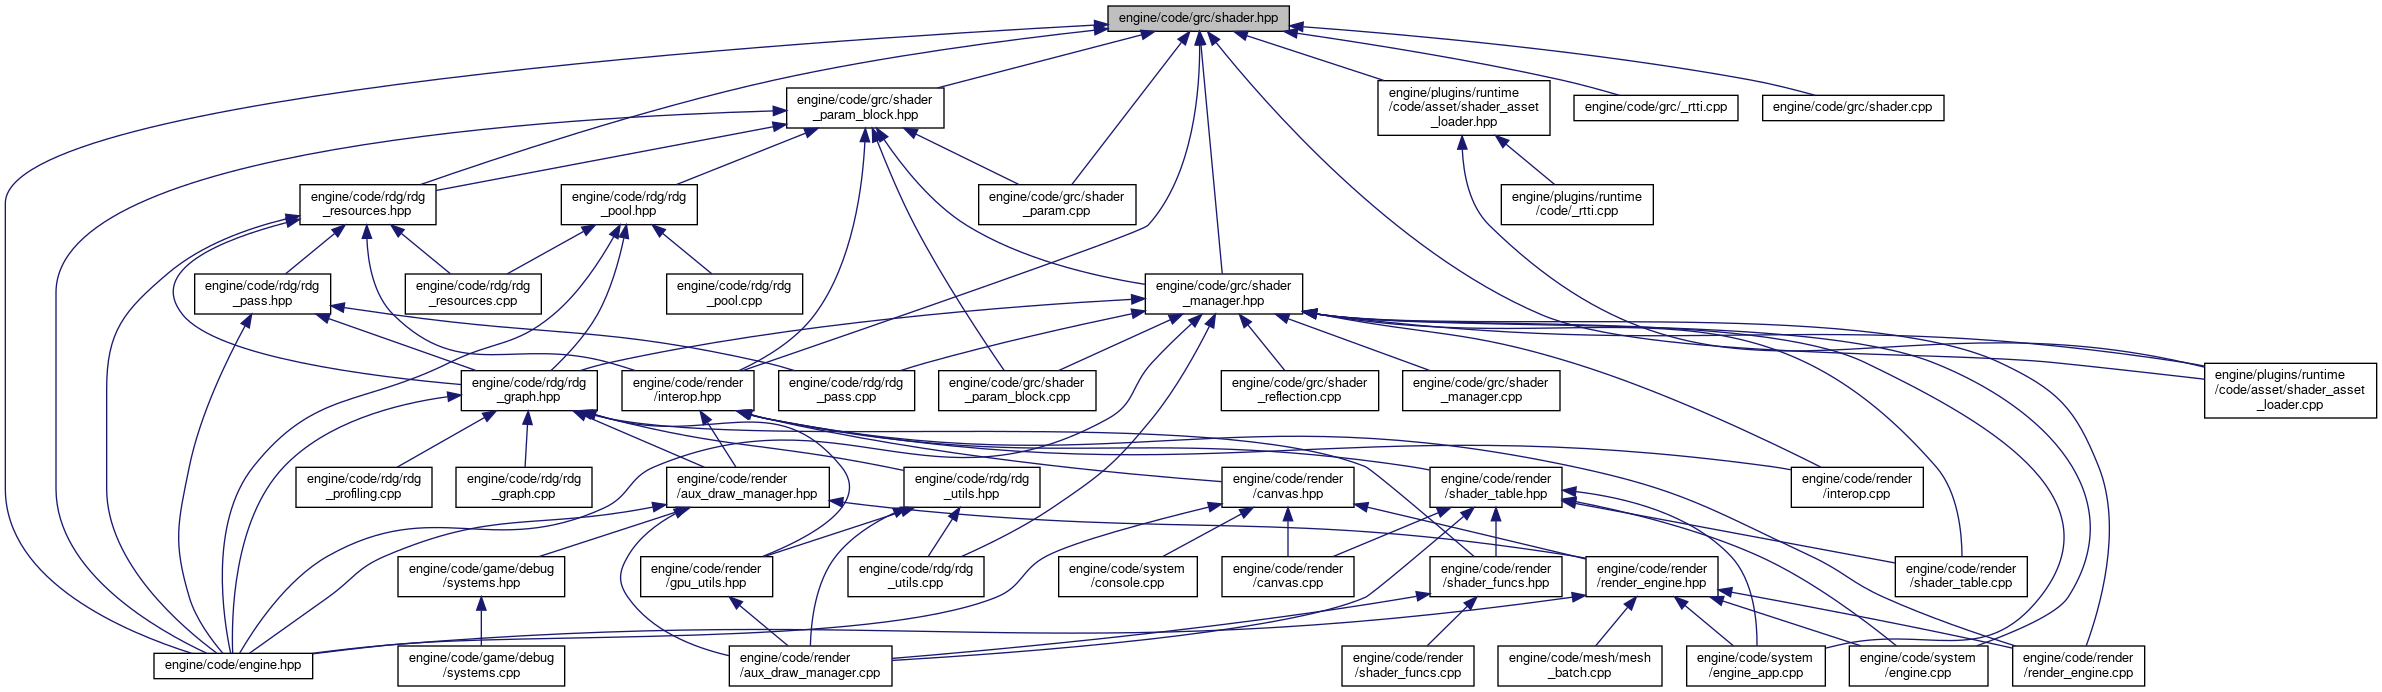 engine/code/grc/shader.hpp
engine/code/grc/shader
_param_block.hpp
engine/plugins/runtime
/code/asset/shader_asset
_loader.hpp
engine/code/grc/_rtti.cpp
engine/code/grc/shader.cpp
engine/code/rdg/rdg
_resources.hpp
engine/code/rdg/rdg
_pool.hpp
engine/code/grc/shader
_param.cpp
engine/plugins/runtime
/code/_rtti.cpp
engine/code/rdg/rdg
_pass.hpp
engine/code/rdg/rdg
_resources.cpp
engine/code/rdg/rdg
_pool.cpp
engine/code/grc/shader
_manager.hpp
engine/code/rdg/rdg
_graph.hpp
engine/code/render
/interop.hpp
engine/code/rdg/rdg
_pass.cpp
engine/code/grc/shader
_param_block.cpp
engine/code/grc/shader
_reflection.cpp
engine/code/grc/shader
_manager.cpp
engine/plugins/runtime
/code/asset/shader_asset
_loader.cpp
engine/code/rdg/rdg
_profiling.cpp
engine/code/rdg/rdg
_graph.cpp
engine/code/render
/aux_draw_manager.hpp
engine/code/rdg/rdg
_utils.hpp
engine/code/render
/canvas.hpp
engine/code/render
/shader_table.hpp
engine/code/render
/interop.cpp
engine/code/game/debug
/systems.hpp
engine/code/render
/gpu_utils.hpp
engine/code/rdg/rdg
_utils.cpp
engine/code/system
/console.cpp
engine/code/render
/canvas.cpp
engine/code/render
/shader_funcs.hpp
engine/code/render
/render_engine.hpp
engine/code/render
/shader_table.cpp
engine/code/engine.hpp
engine/code/game/debug
/systems.cpp
engine/code/render
/aux_draw_manager.cpp
engine/code/render
/shader_funcs.cpp
engine/code/mesh/mesh
_batch.cpp
engine/code/system
/engine_app.cpp
engine/code/system
/engine.cpp
engine/code/render
/render_engine.cpp